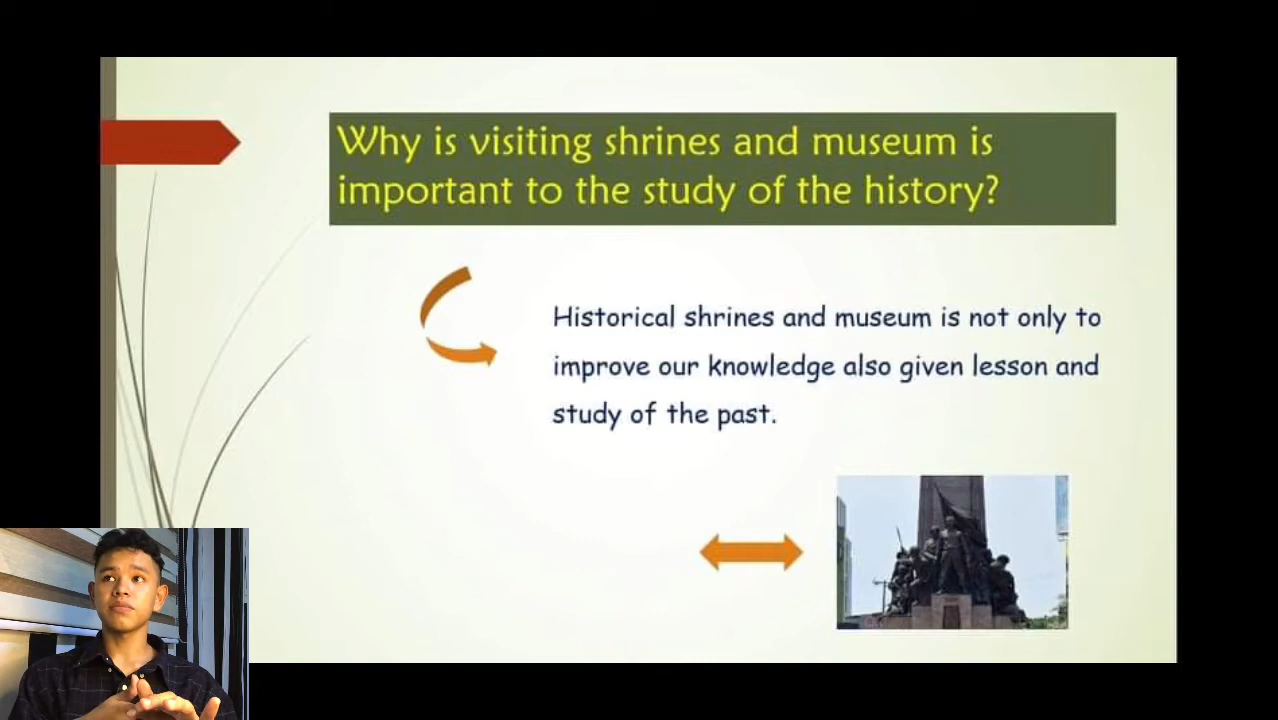 Why is visiting shrines and museum is
important to the study of the history?
Historical shrines and museum is not only to
improve our knowledge also given lesson and
study of the past.